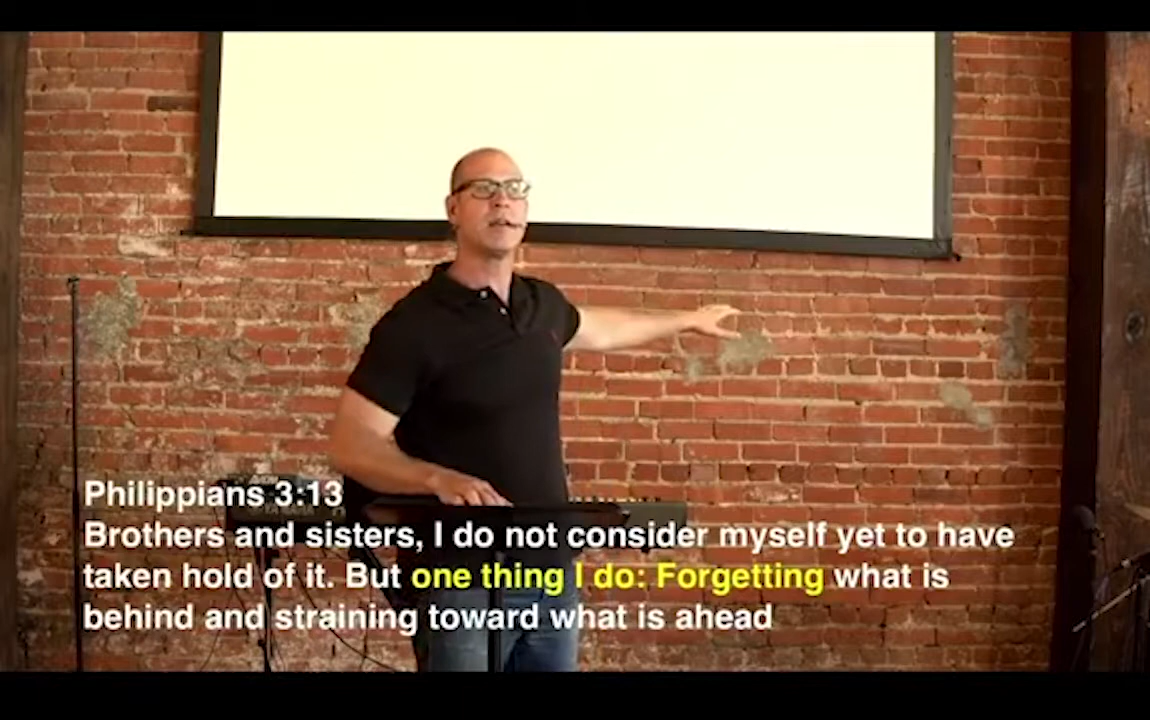 Philippians 3:13
Brothers and sisters, I do not consider myself yet to have
taken hold of it. But one thing I do: Forgetting what is
behind and straining toward what is ahead